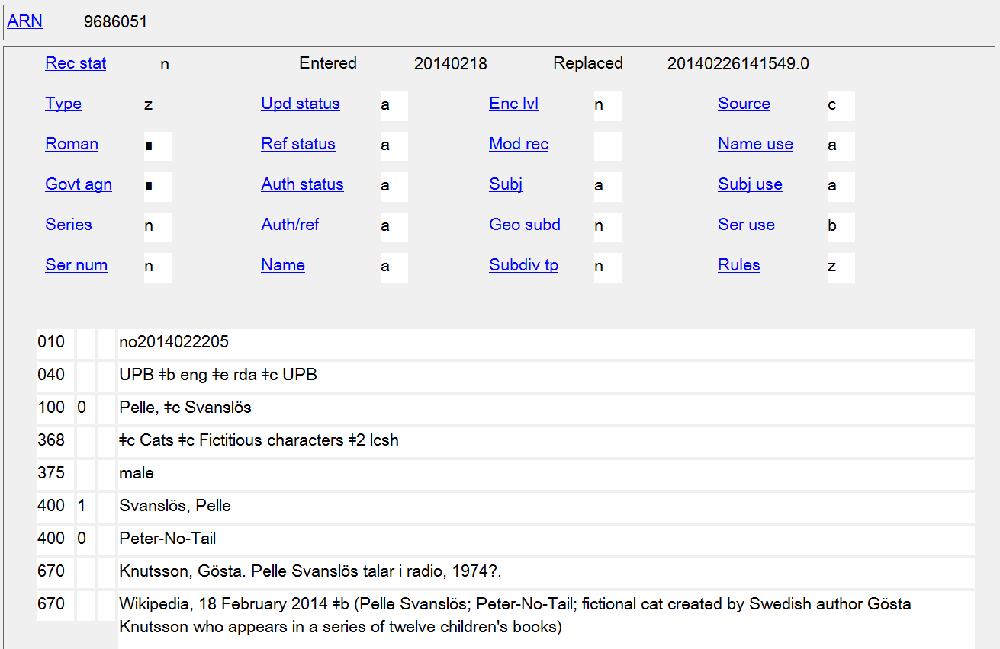 ARN 9686051
Rec stat n Entered 20140218 Replaced 20140226141549.0
Type z Upd status a Enc lvl n Source c
Roman ∎ Ref status a Mod rec Name use a
Govt agn ∎ Auth status a Subj a Subj use a
Series n Auth/ref a Geo subd n Ser use b
Ser num n Name a Subdiv tp n Rules z
010 no2014022205
040 UPB ǂb eng ǂe rda ǂc UPB
100 0 Pelle, ǂc Svanslös
368 ǂc Cats ǂc Fictitious characters ǂ2 lcsh
375 male
400 1 Svanslös, Pelle
400 0 Peter-No-Tail
670 Knutsson, Gösta. Pelle Svanslös talar i radio, 1974?.
670 Wikipedia, 18 February 2014 ǂb (Pelle Svanslös; Peter-No-Tail; fictional cat created by Swedish author Gösta
Knutsson who appears in a series of twelve children's books)